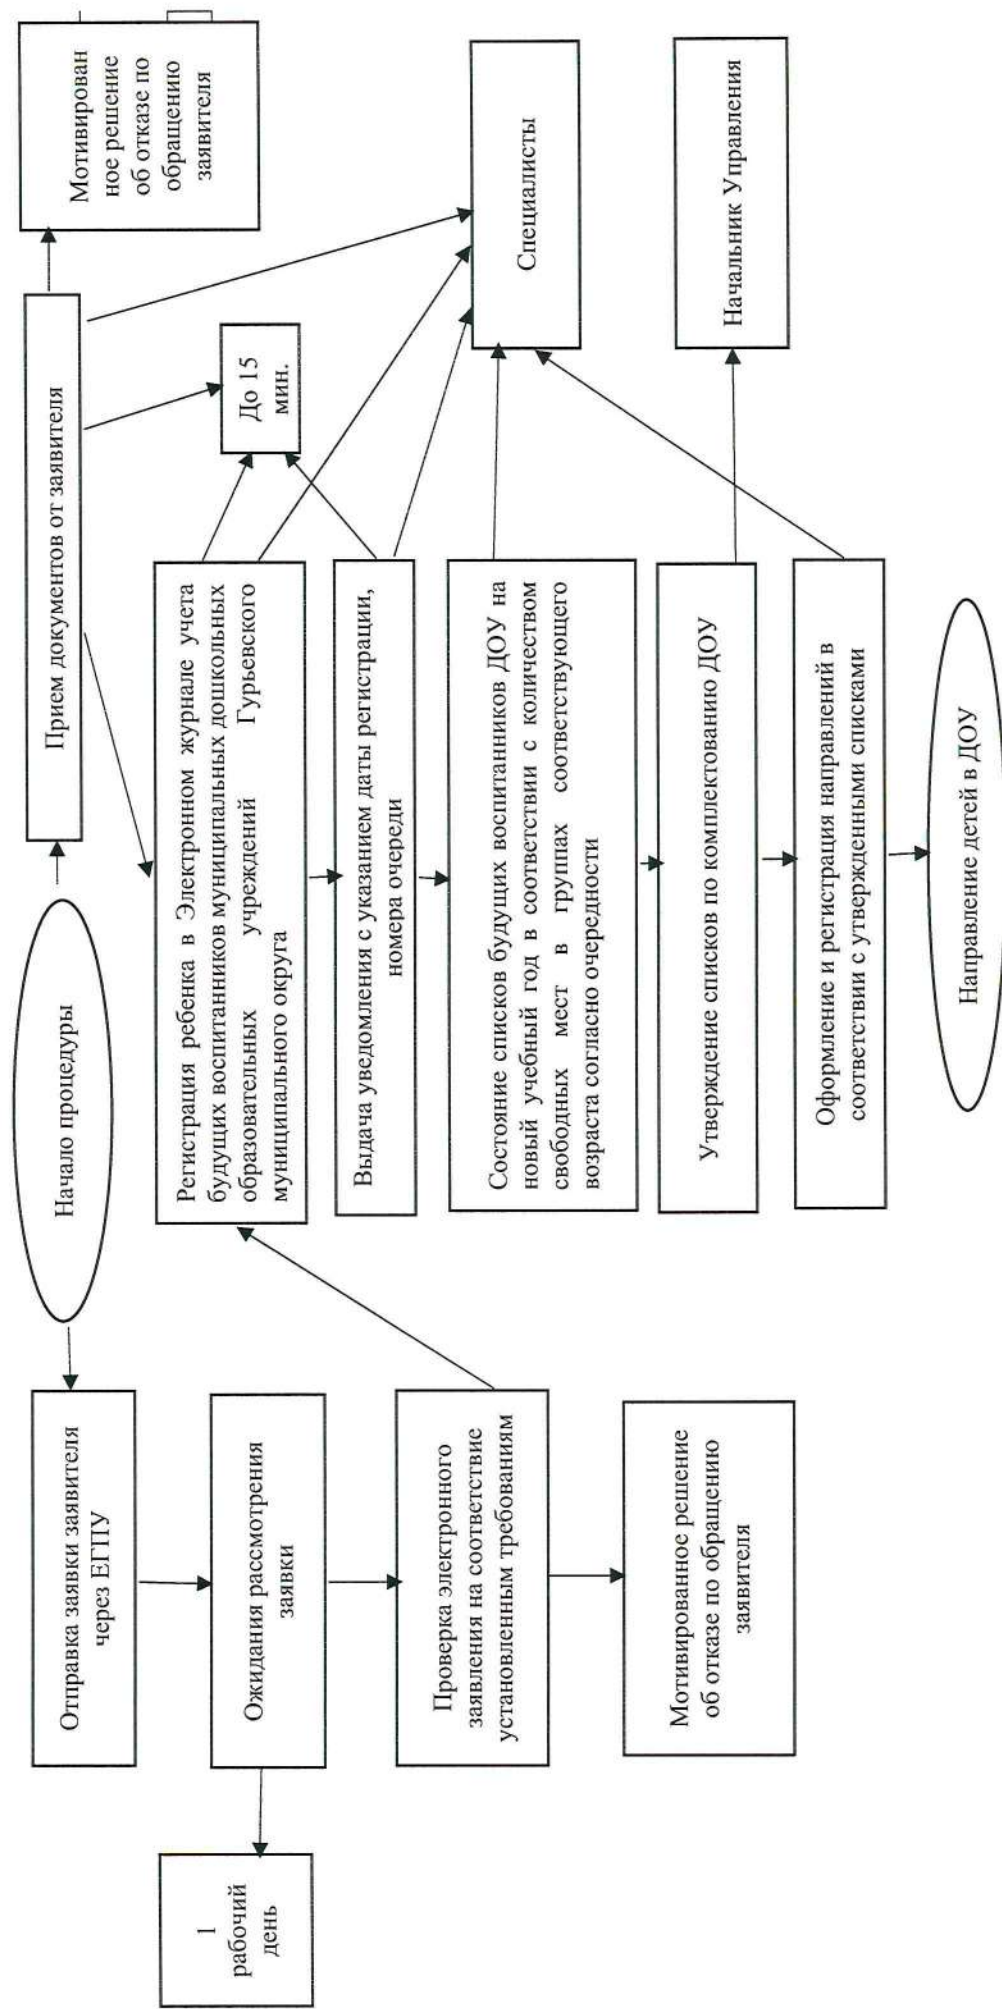 Начало процедуры
Отправка заявки заявителя
через ЕГПУ
Ожидания рассмотрения
заявки
1
рабочий
день
Проверка электронного
заявления на соответствие
установленным требованиям
Мотивированное решение
об отказе по обращению
заявителя
Прием документов от заявителя
Мотивирован
ное решение
об отказе по
обращению
заявителя
До 15
мин.
Регистрация ребенка в Электронном журнале учета
будущих воспитанников муниципальных дошкольных
образовательных учреждений Гурьевского
муниципального округа
Выдача уведомления с указанием даты регистрации,
номера очереди
Специалисты
Состояние списков будущих воспитанников ДОУ на
новый учебный год в соответствии с количеством
свободных мест в группах соответствующего
возраста согласно очередности
Утверждение списков по комплектованию ДОУ
Начальник Управления
Оформление и регистрация направлений в
соответствии с утвержденными списками
Направление детей в ДОУ